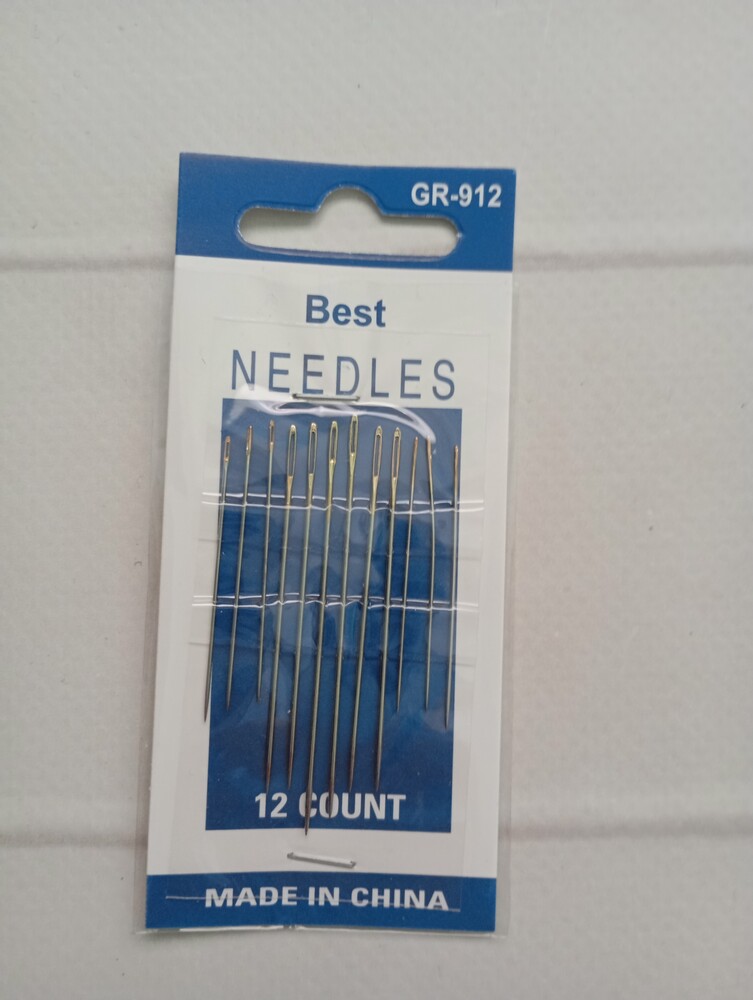 GR-912
Best
NEEDLES
12 COUNT
MADE IN CHINA